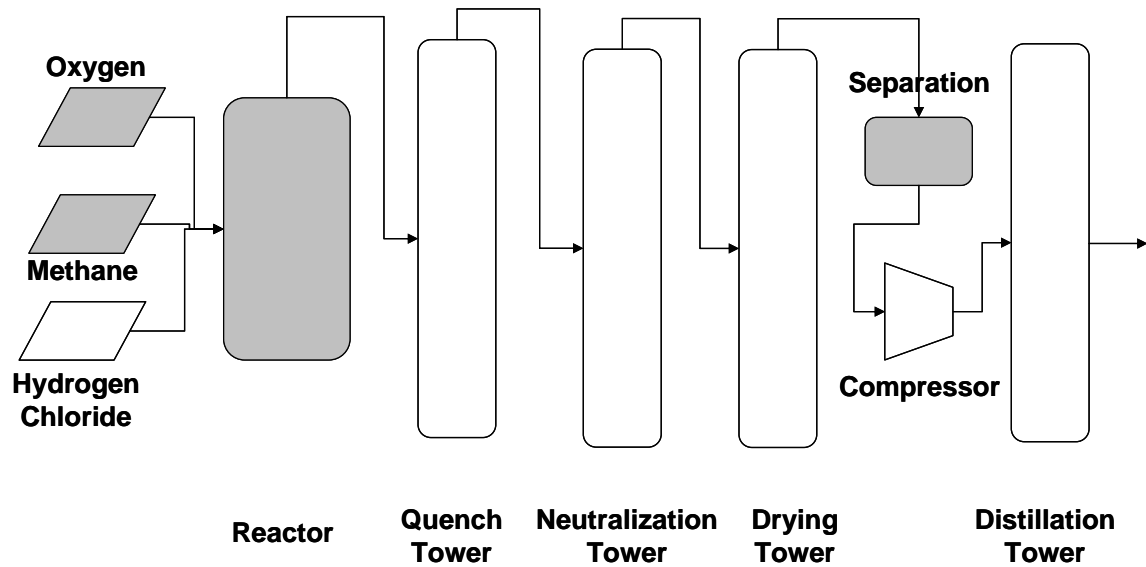 Oxygen
Methane
Hydrogen
Chloride
Separation
Compressor
Reactor
Quench
Tower
Neutralization
Tower
Drying
Tower
Distillation
Tower